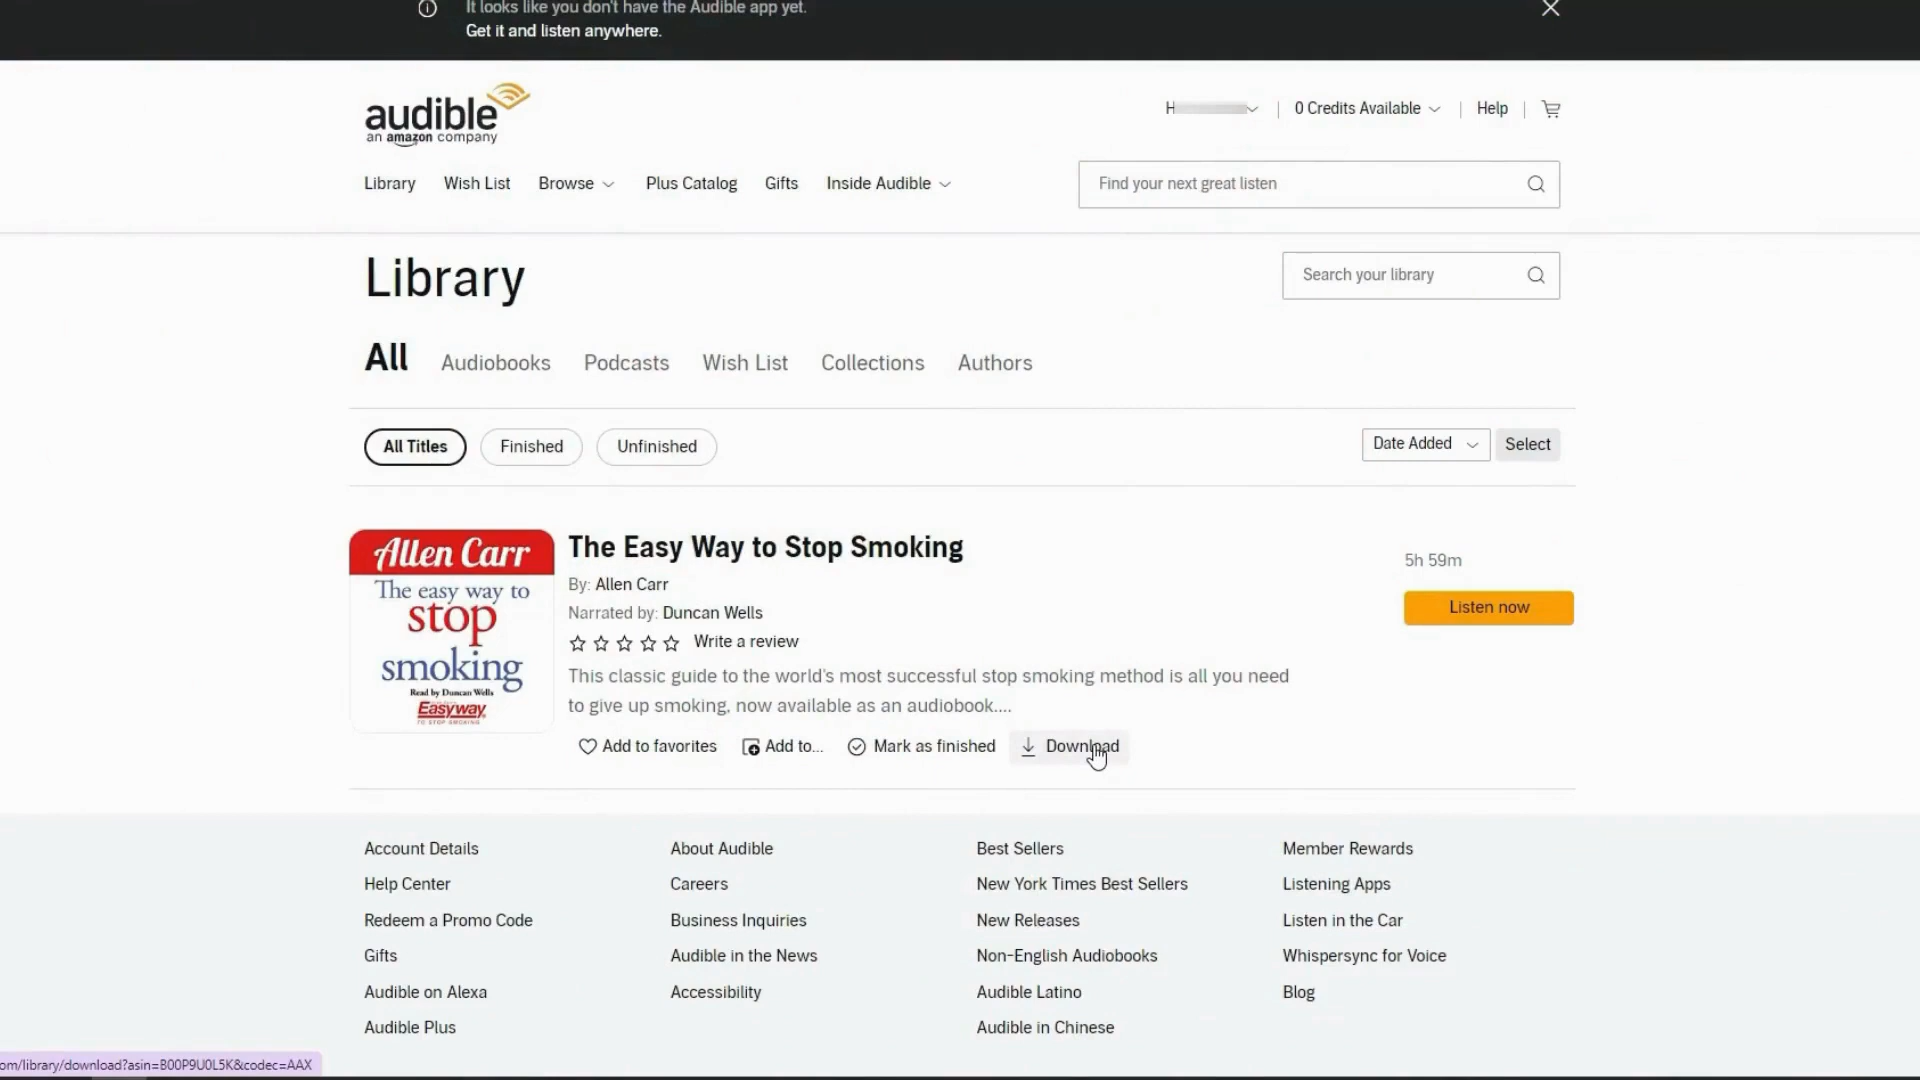 It looks like you don't have the Audible app yet.
Get it and listen anywhere.
audible
an amazon company
H
0 Credits Available
Help
Library
Wish List
Browse
Plus Catalog
Gifts
Inside Audible
Find your next great listen
Library
Search your library
All
Audiobooks
Podcasts
Wish List
Collections
Authors
All Titles
Finished
Unfinished
Date Added
Select
Allen Carr
The easy way to
stop
smoking
Read by Duncan Wells
Easyway
TO STOP SMOKING
The Easy Way to Stop Smoking
By: Allen Carr
Narrated by: Duncan Wells
Write a review
This classic guide to the world's most successful stop smoking method is all you need
to give up smoking, now available as an audiobook....
Add to favorites
Add to...
Mark as finished
Download
5h 59m
Listen now
Account Details
About Audible
Best Sellers
Member Rewards
Help Center
Careers
New York Times Best Sellers
Listening Apps
Redeem a Promo Code
Business Inquiries
New Releases
Listen in the Car
Gifts
Audible in the News
Non-English Audiobooks
Whispersync for Voice
Audible on Alexa
Accessibility
Audible Latino
Blog
Audible Plus
Audible in Chinese
om/library/download?asin=B00P9U0L5K&codec=AAX